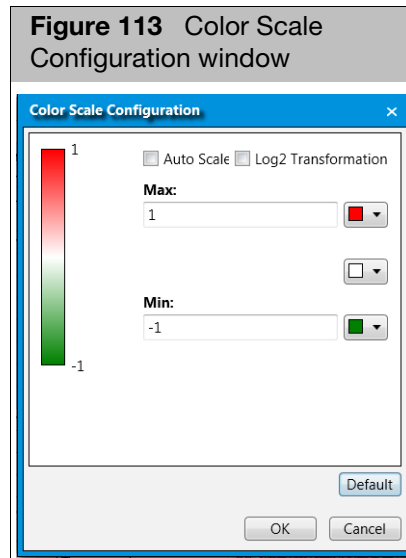 Figure 113 Color Scale
Configuration window
Color Scale Configuration
1
Auto Scale Log2 Transformation
Max:
1
Min:
-1
-1
Default
OK Cancel